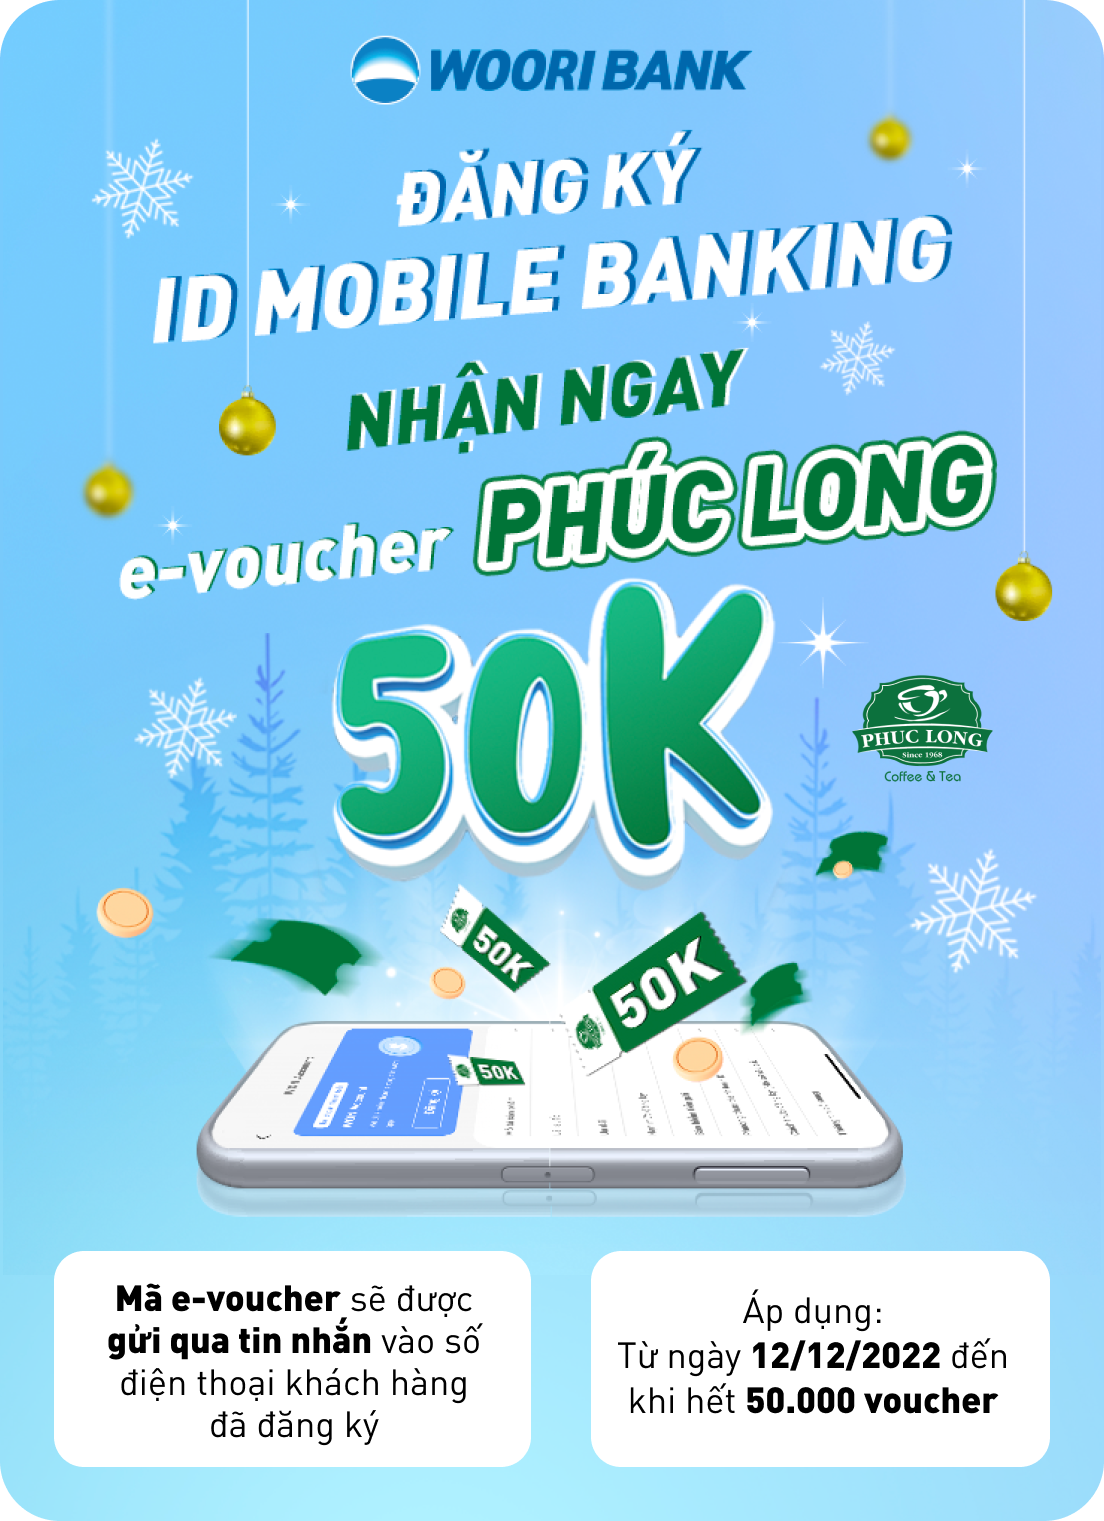 WOORI BANK
ĐĂNG KÝ
ID MOBILE BANKING
NHẬN NGAY
e-voucher PHÚC LONG
50K
PHUC LONG
Since 1968
Coffee & Tea
50K
50K
50K
Mã e-voucher sẽ được
gửi qua tin nhắn vào số
điện thoại khách hàng
đã đăng ký
Áp dụng:
Từ ngày 12/12/2022 đến
khi hết 50.000 voucher